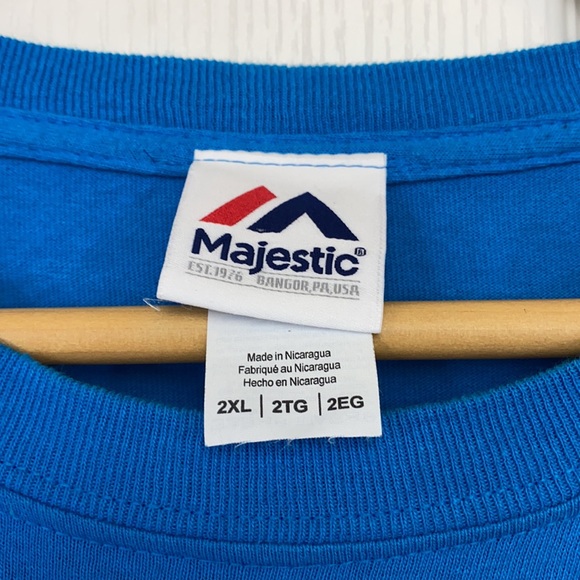 Majestic
EST.1976 BANGOR,PA,USA
Made in Nicaragua
Fabriqué au Nicaragua
Hecho en Nicaragua
2XL | 2TG | 2EG